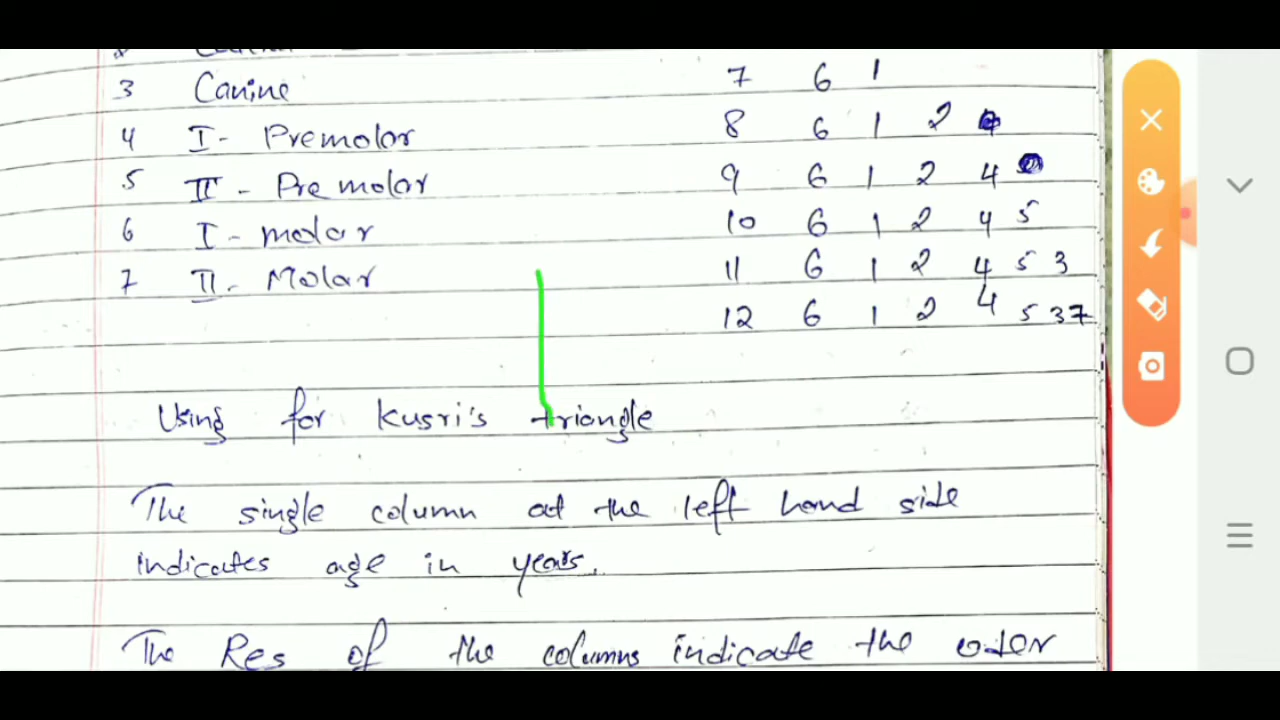 3 Canine 7 6 1
4 I - Premolar 8 6 1 2
5 II - Pre molar 9 6 1 2 4
6 I - molar 10 6 1 2 4 5
7 II - Molar 11 6 1 2 4 5 3
12 6 1 2 4 5 3 7
Using for Kusri's triangle
The single column at the left hand side
indicates age in years.
The Res of the columns indicate the order